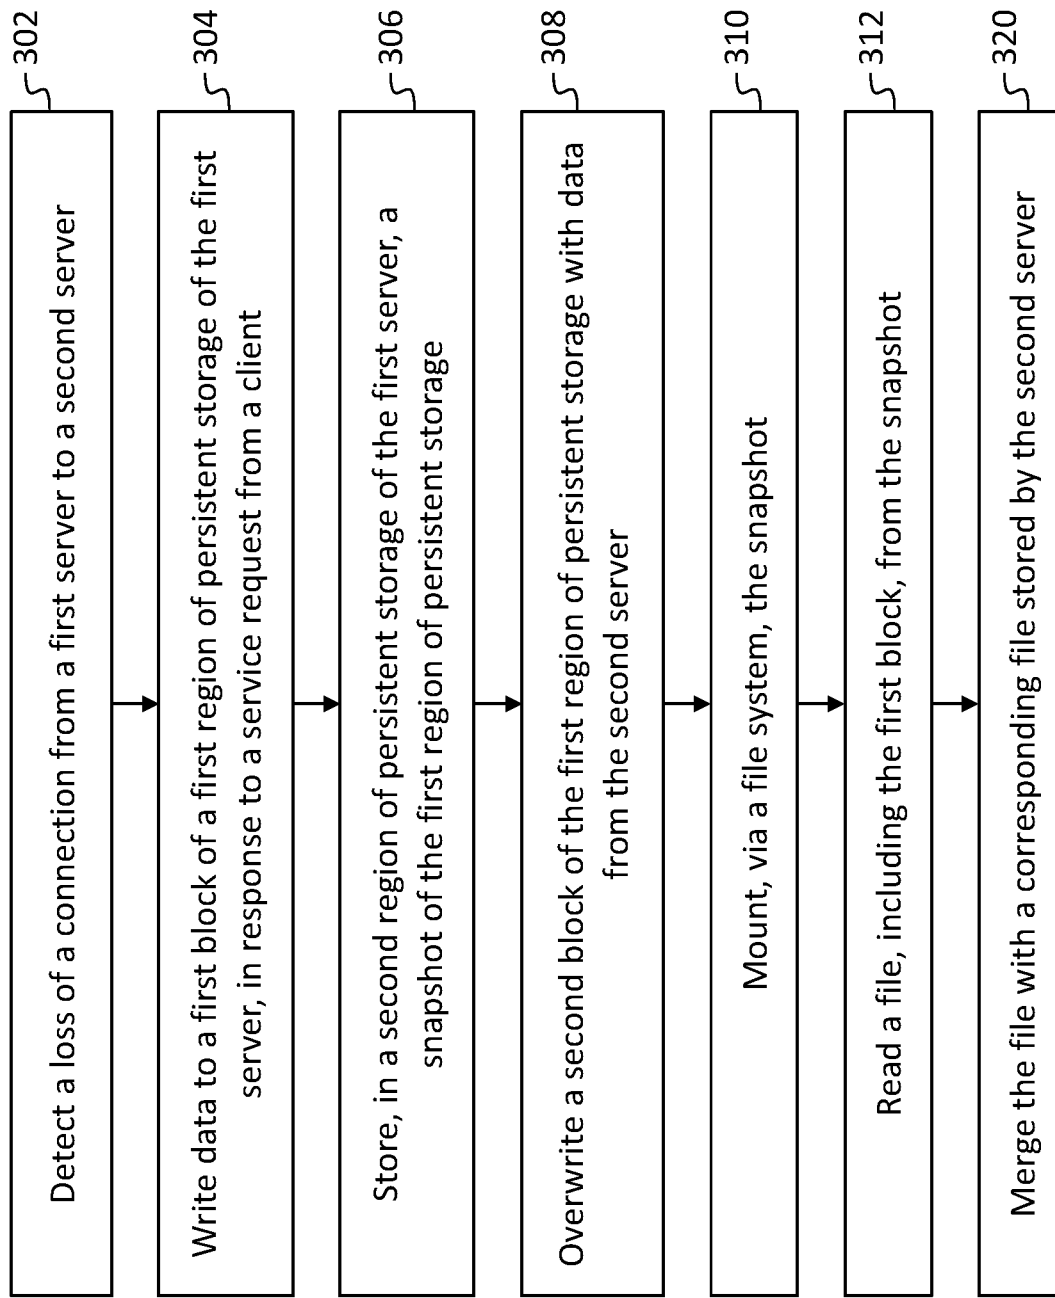 302
Detect a loss of a connection from a first server to a second server
304
Write data to a first block of a first region of persistent storage of the first
server, in response to a service request from a client
306
Store, in a second region of persistent storage of the first server, a
snapshot of the first region of persistent storage
308
Overwrite a second block of the first region of persistent storage with data
from the second server
310
Mount, via a file system, the snapshot
312
Read a file, including the first block, from the snapshot
320
Merge the file with a corresponding file stored by the second server